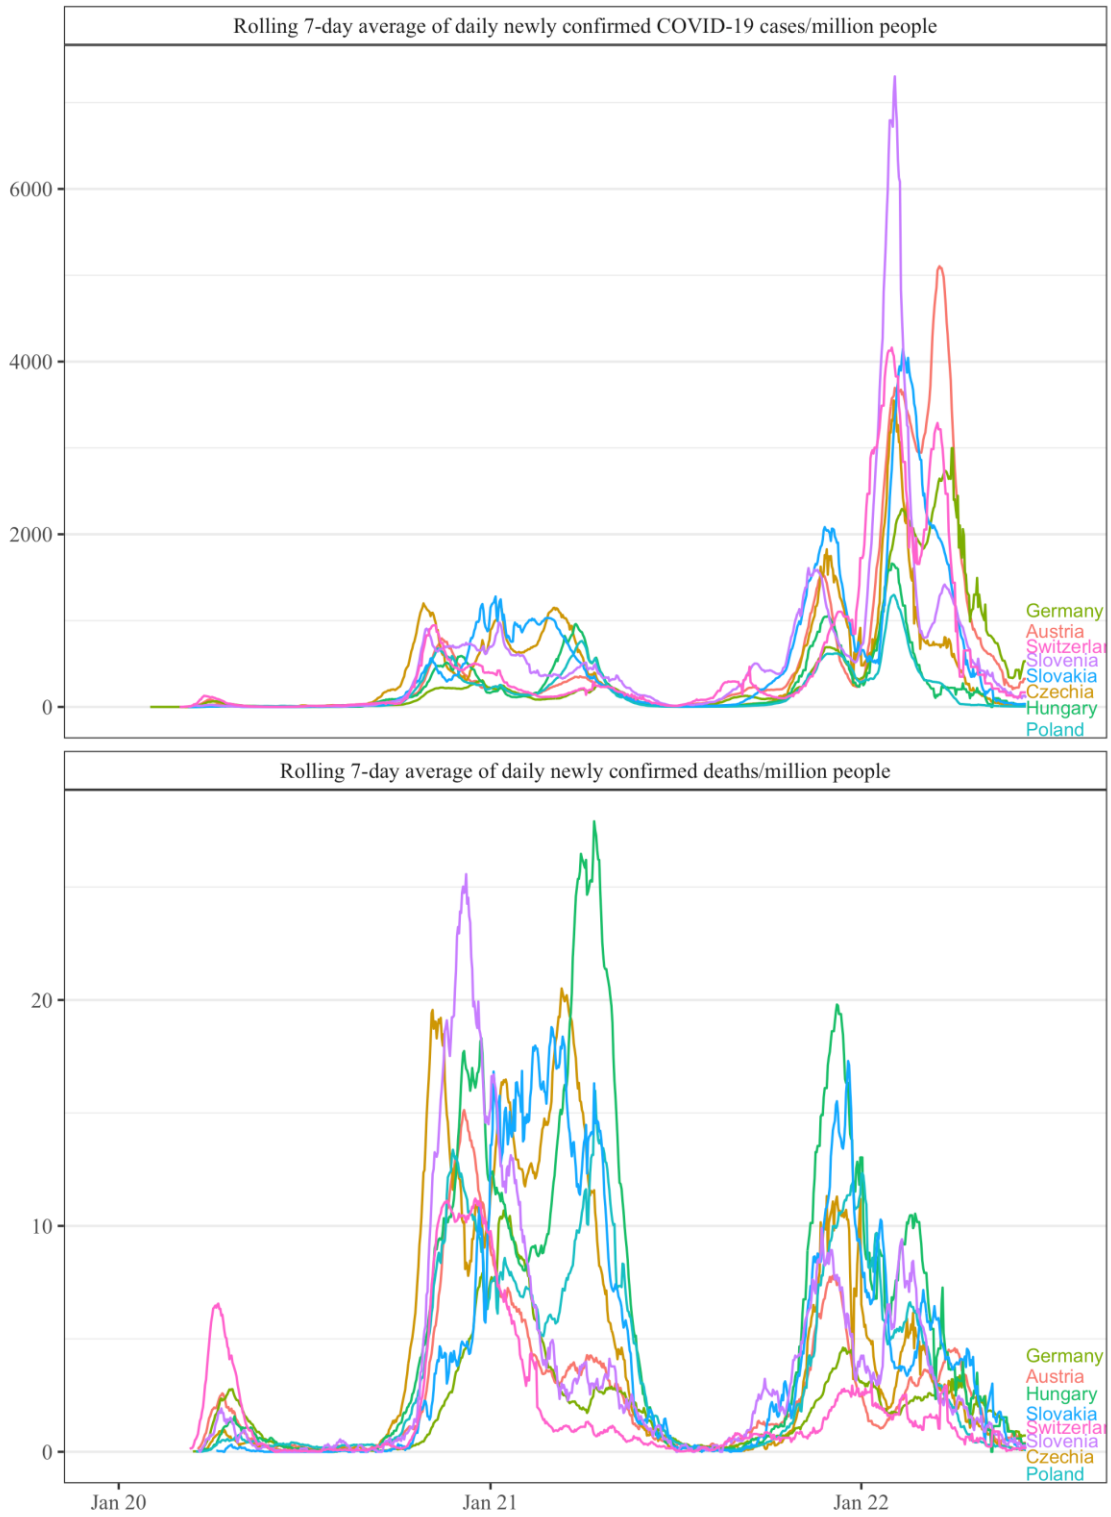 Rolling 7-day average of daily newly confirmed COVID-19 cases/million people
6000
4000
2000
0
Germany
Austria
Switzerlan
Slovenia
Slovakia
Czechia
Hungary
Poland
Rolling 7-day average of daily newly confirmed deaths/million people
20
10
0
Germany
Austria
Hungary
Slovakia
Switzerlan
Slovenia
Czechia
Poland
Jan 20
Jan 21
Jan 22